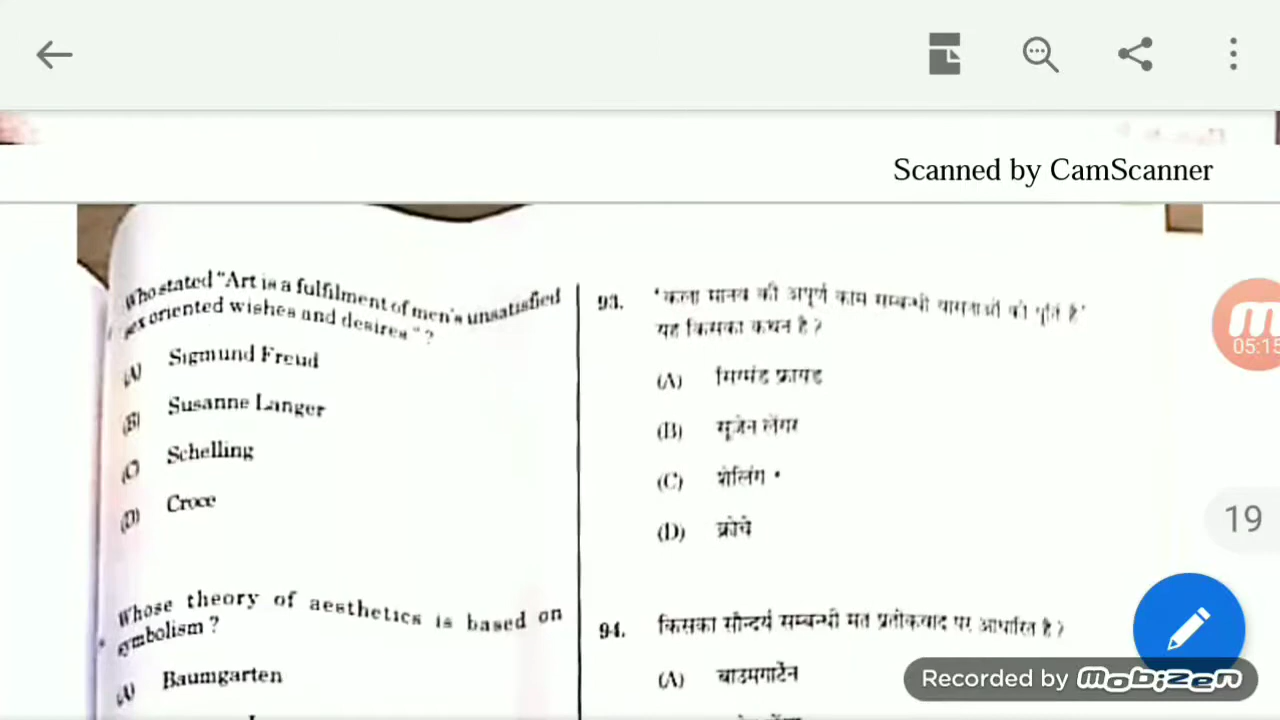 Scanned by CamScanner
Who stated "Art is a fulfilment of men's unsatisfied
sex oriented wishes and desires" ?
(A) Sigmund Freud
(B) Susanne Langer
(C) Schelling
(D) Croce
Whose theory of aesthetics is based on
symbolism ?
(A) Baumgarten
93. 'कला मानव की अपूर्ण काम सम्बन्धी वासनाओं की पूर्ति है'
यह किसका कथन है ?
(A) सिग्मंड फ्रायड
(B) सूजेन लेंगर
(C) शेलिंग
(D) क्रोचे
94. किसका सौन्दर्य सम्बन्धी मत प्रतीकवाद पर आधारित है ?
(A) बाउमगार्टेन
05:15
19
Recorded by mobizen